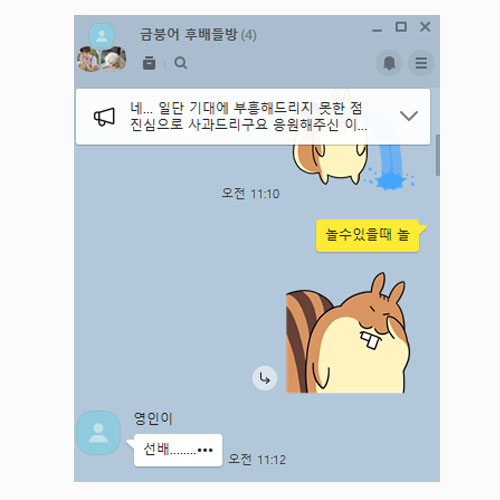 금붕어 후배들방 (4)
네... 일단 기대에 부흥해드리지 못한 점
진심으로 사과드리구요 응원해주신 이...
오전 11:10
놀수있을때 놀
영인이
선배........•••
오전 11:12